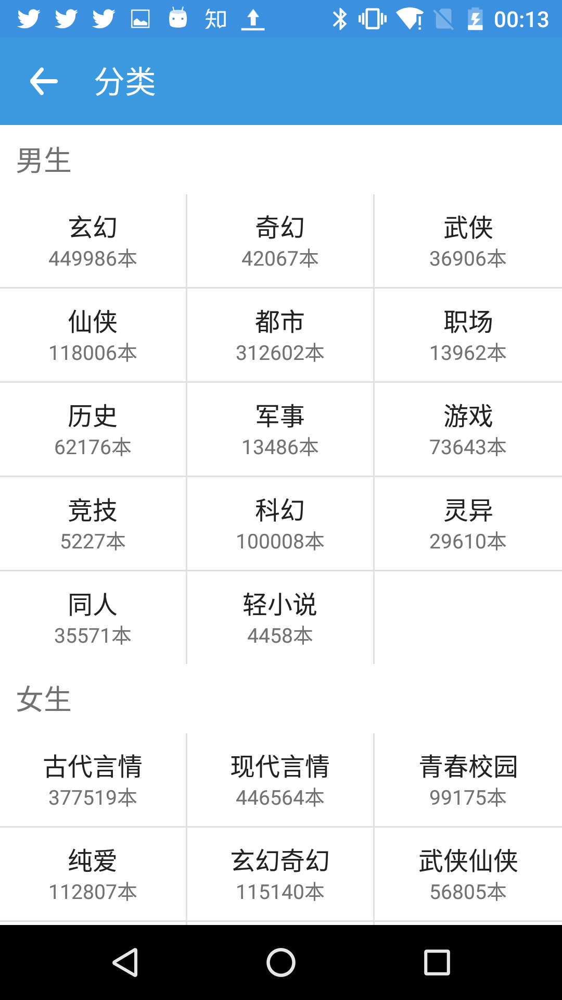 知 00:13
分类
男生
玄幻 奇幻 武侠
449986本 42067本 36906本
仙侠 都市 职场
118006本 312602本 13962本
历史 军事 游戏
62176本 13486本 73643本
竞技 科幻 灵异
5227本 100008本 29610本
同人 轻小说
35571本 4458本
女生
古代言情 现代言情 青春校园
377519本 446564本 99175本
纯爱 玄幻奇幻 武侠仙侠
112807本 115140本 56805本